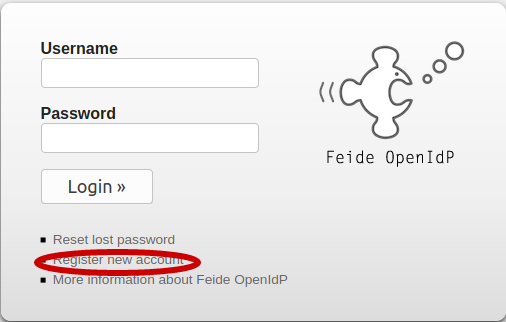 Username
Password
Login »
Reset lost password
Register new account
More information about Feide OpenIdP
Feide OpenIdP